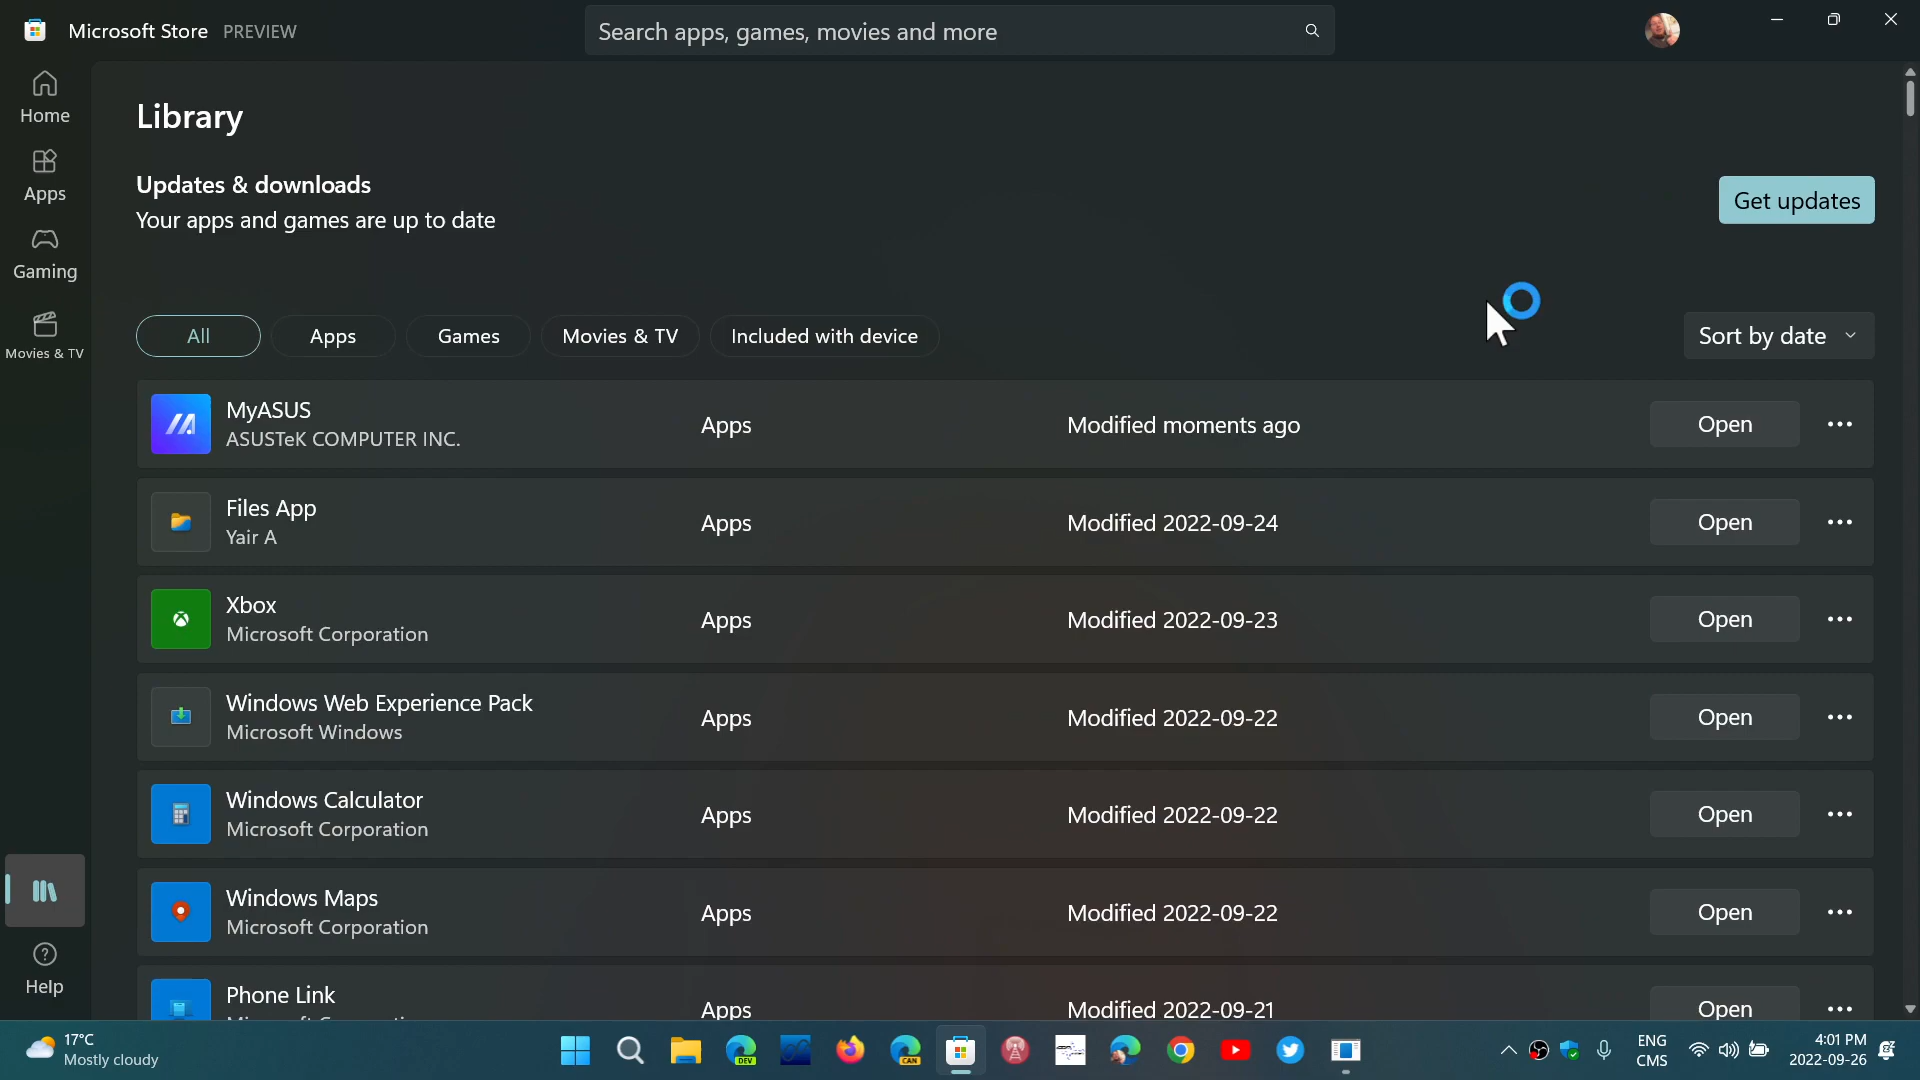 Microsoft Store PREVIEW
Search apps, games, movies and more
Home
Apps
Gaming
Movies & TV
Help
Library
Updates & downloads
Your apps and games are up to date
Get updates
All
Apps
Games
Movies & TV
Included with device
Sort by date
MyASUS
ASUSTeK COMPUTER INC.
Apps
Modified moments ago
Open
Files App
Yair A
Apps
Modified 2022-09-24
Open
Xbox
Microsoft Corporation
Apps
Modified 2022-09-23
Open
Windows Web Experience Pack
Microsoft Windows
Apps
Modified 2022-09-22
Open
Windows Calculator
Microsoft Corporation
Apps
Modified 2022-09-22
Open
Windows Maps
Microsoft Corporation
Apps
Modified 2022-09-22
Open
Phone Link
Apps
Modified 2022-09-21
Open
17°C
Mostly cloudy
DEV
CAN
ENG
CMS
4:01 PM
2022-09-26